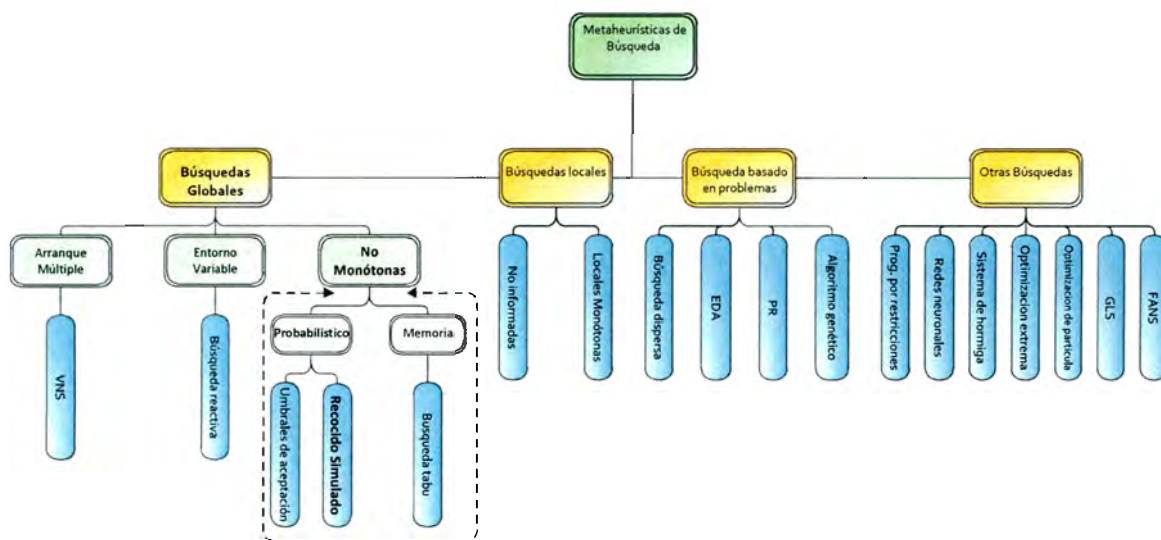 Metaheurísticas de
Búsqueda
Búsquedas
Globales
Búsquedas locales
Búsqueda basado
en problemas
Otras Búsquedas
Arranque
Múltiple
Entorno
Variable
No
Monótonas
Probabilístico
Memoria
VNS
Búsqueda reactiva
Umbrales de aceptación
Recocido Simulado
Busqueda tabu
No informadas
Locales Monótonas
Búsqueda dispersa
EDA
PR
Algoritmo genético
Prog. por restricciones
Redes neuronales
Sistema de hormiga
Optimizacion extrema
Optimizacion de particula
GLS
FANS